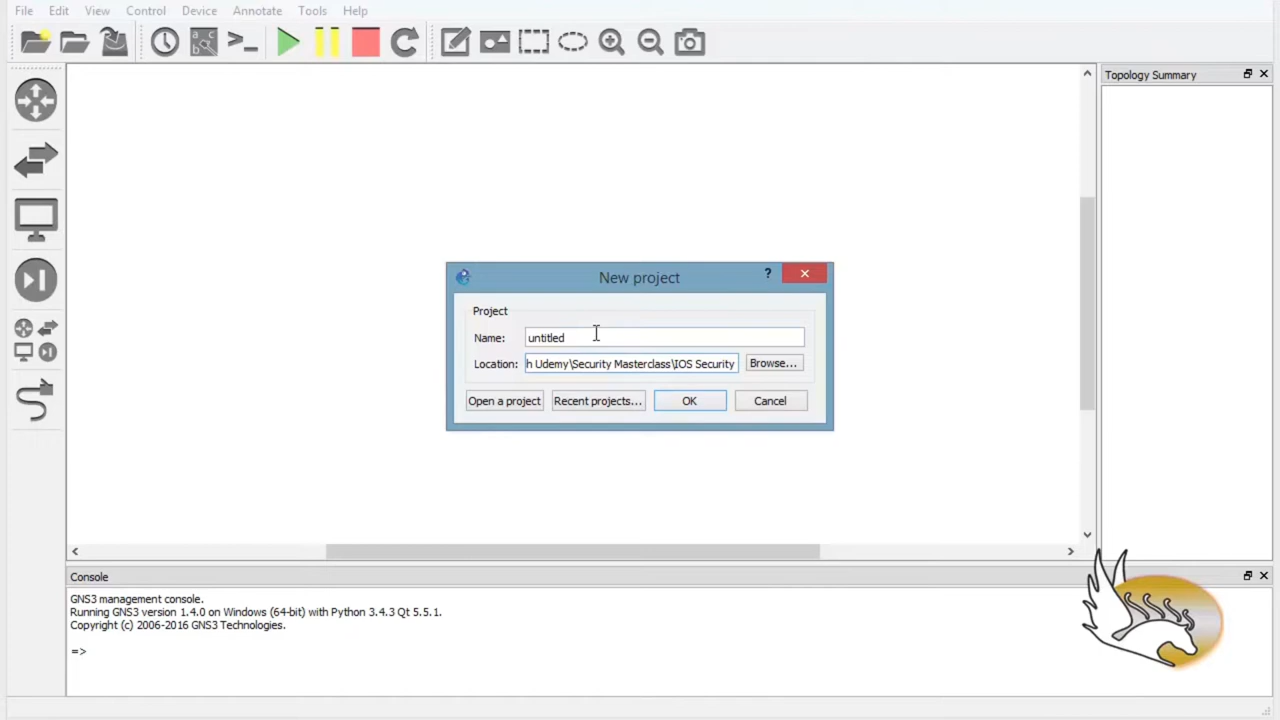 File Edit View Control Device Annotate Tools Help
Topology Summary
New project
?
Project
Name: untitled
Location: h Udemy\Security Masterclass\IOS Security Browse...
Open a project Recent projects... OK Cancel
Console
GNS3 management console.
Running GNS3 version 1.4.0 on Windows (64-bit) with Python 3.4.3 Qt 5.5.1.
Copyright (c) 2006-2016 GNS3 Technologies.
=>